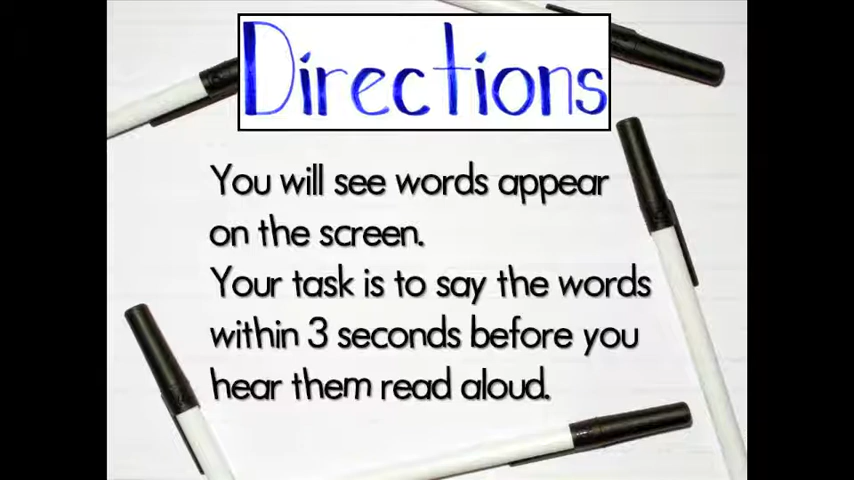 Directions
You will see words appear
on the screen.
Your task is to say the words
within 3 seconds before you
hear them read aloud.